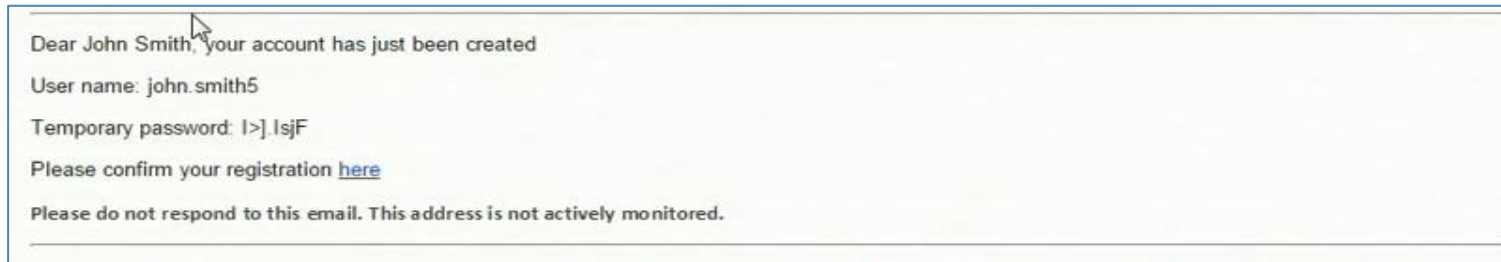 Dear John Smith, your account has just been created
User name: john.smith5
Temporary password: I>].IsjF
Please confirm your registration here
Please do not respond to this email. This address is not actively monitored.